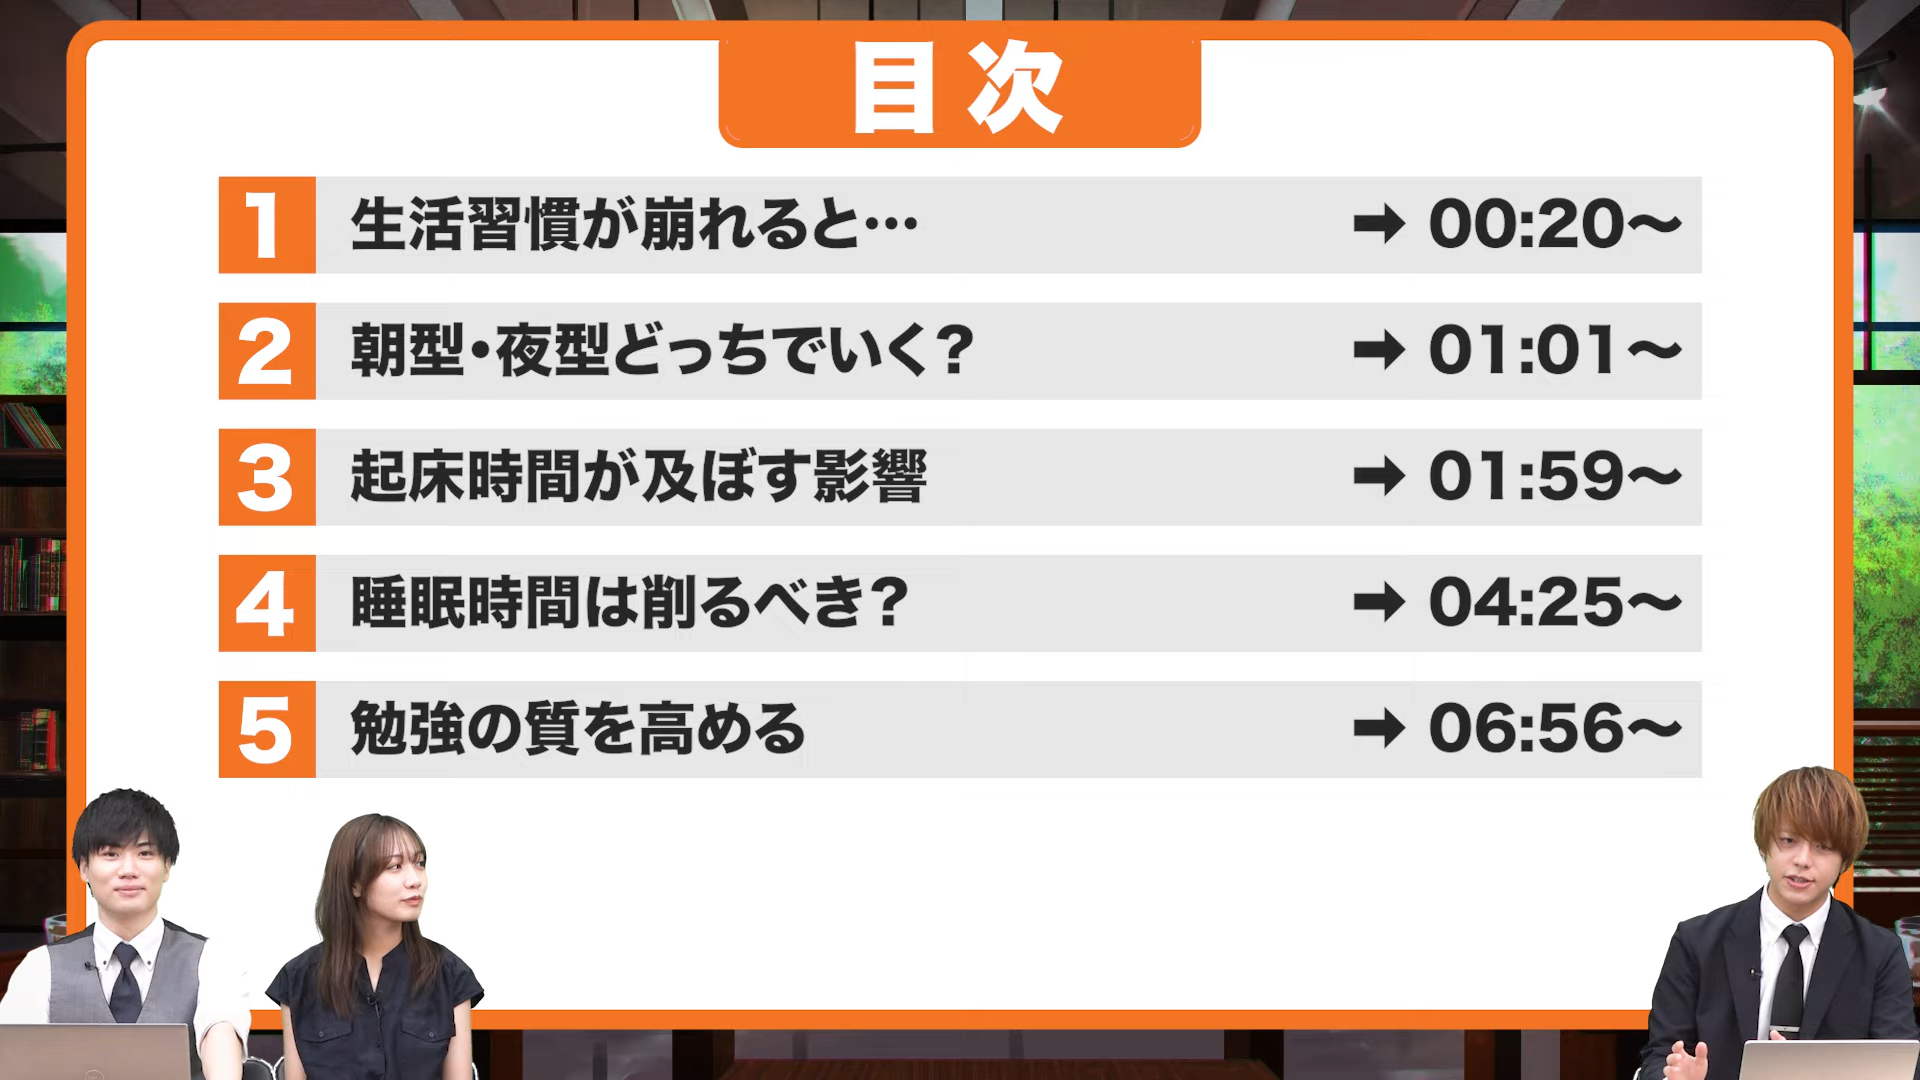 目次
1 生活習慣が崩れると… ➡ 00:20〜
2 朝型・夜型どっちでいく? ➡ 01:01〜
3 起床時間が及ぼす影響 ➡ 01:59〜
4 睡眠時間は削るべき? ➡ 04:25〜
5 勉強の質を高める ➡ 06:56〜